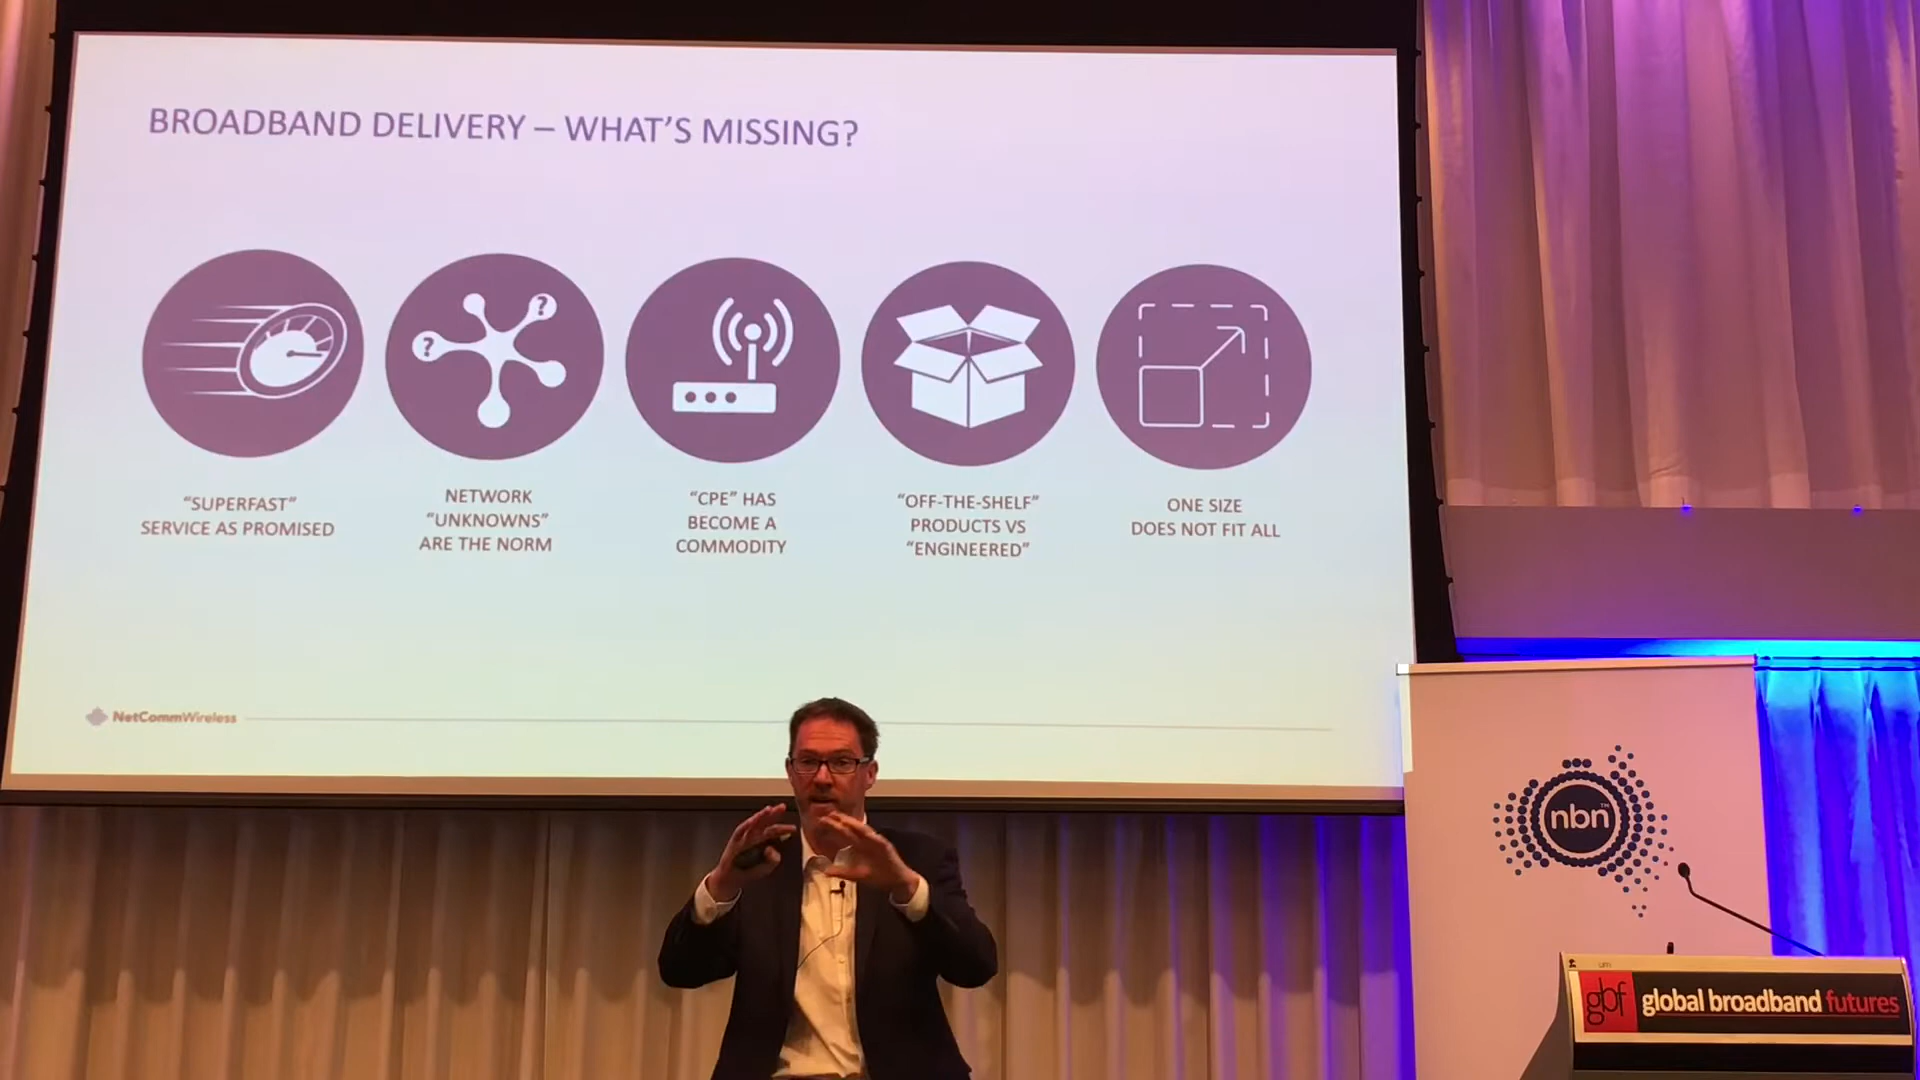 BROADBAND DELIVERY – WHAT'S MISSING?
?
?
“SUPERFAST”
SERVICE AS PROMISED
NETWORK
“UNKNOWNS”
ARE THE NORM
“CPE” HAS
BECOME A
COMMODITY
“OFF-THE-SHELF”
PRODUCTS VS
“ENGINEERED”
ONE SIZE
DOES NOT FIT ALL
NetCommWireless
nbn™
gbf global broadband futures